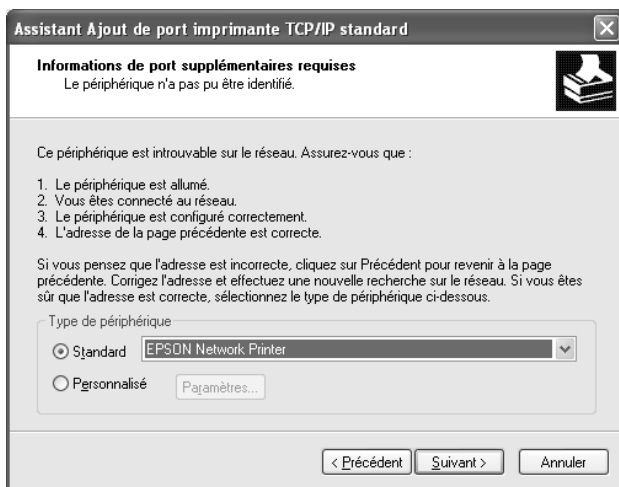 Assistant Ajout de port imprimante TCP/IP standard
Informations de port supplémentaires requises
Le périphérique n'a pas pu être identifié.
Ce périphérique est introuvable sur le réseau. Assurez-vous que :
1. Le périphérique est allumé.
2. Vous êtes connecté au réseau.
3. Le périphérique est configuré correctement.
4. L'adresse de la page précédente est correcte.
Si vous pensez que l'adresse est incorrecte, cliquez sur Précédent pour revenir à la page
précédente. Corrigez l'adresse et effectuez une nouvelle recherche sur le réseau. Si vous êtes
sûr que l'adresse est correcte, sélectionnez le type de périphérique ci-dessous.
Type de périphérique
Standard EPSON Network Printer
Personnalisé Paramètres...
< Précédent Suivant > Annuler